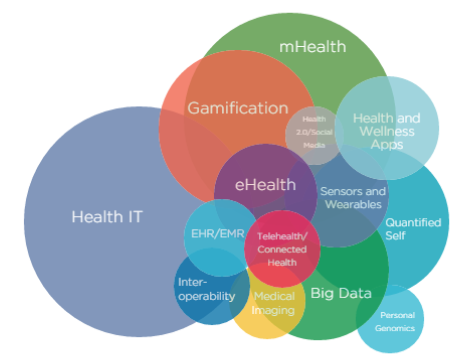 mHealth
Gamification
Health
2.0/Social
Media
Health and
Wellness
Apps
eHealth
Sensors and
Wearables
Health IT
Quantified
Self
EHR/EMR
Telehealth/
Connected
Health
Inter-
operability
Medical
Imaging
Big Data
Personal
Genomics